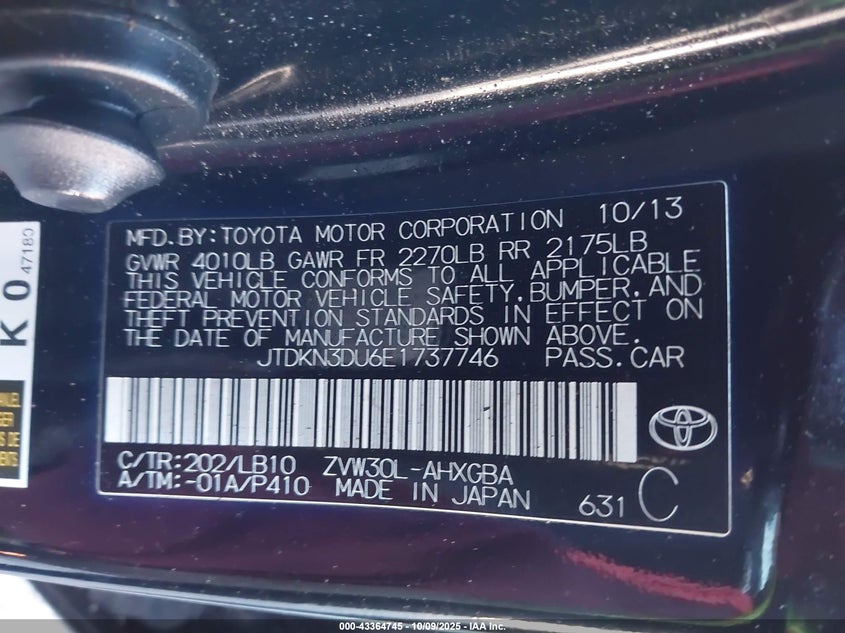 MFD.BY:TOYOTA MOTOR CORPORATION 10/13
GVWR 4010LB GAWR FR 2270LB RR 2175LB
THIS VEHICLE CONFORMS TO ALL APPLICABLE
FEDERAL MOTOR VEHICLE SAFETY,BUMPER,AND
THEFT PREVENTION STANDARDS IN EFFECT ON
THE DATE OF MANUFACTURE SHOWN ABOVE.
JTDKN3DU6E1737746 PASS.CAR
C/TR:202/LB10 ZVW30L-AHXGBA
A/TM:-01A/P410 MADE IN JAPAN
631 C
K 0
47180
000-43364745 - 10/09/2025 - IAA Inc.